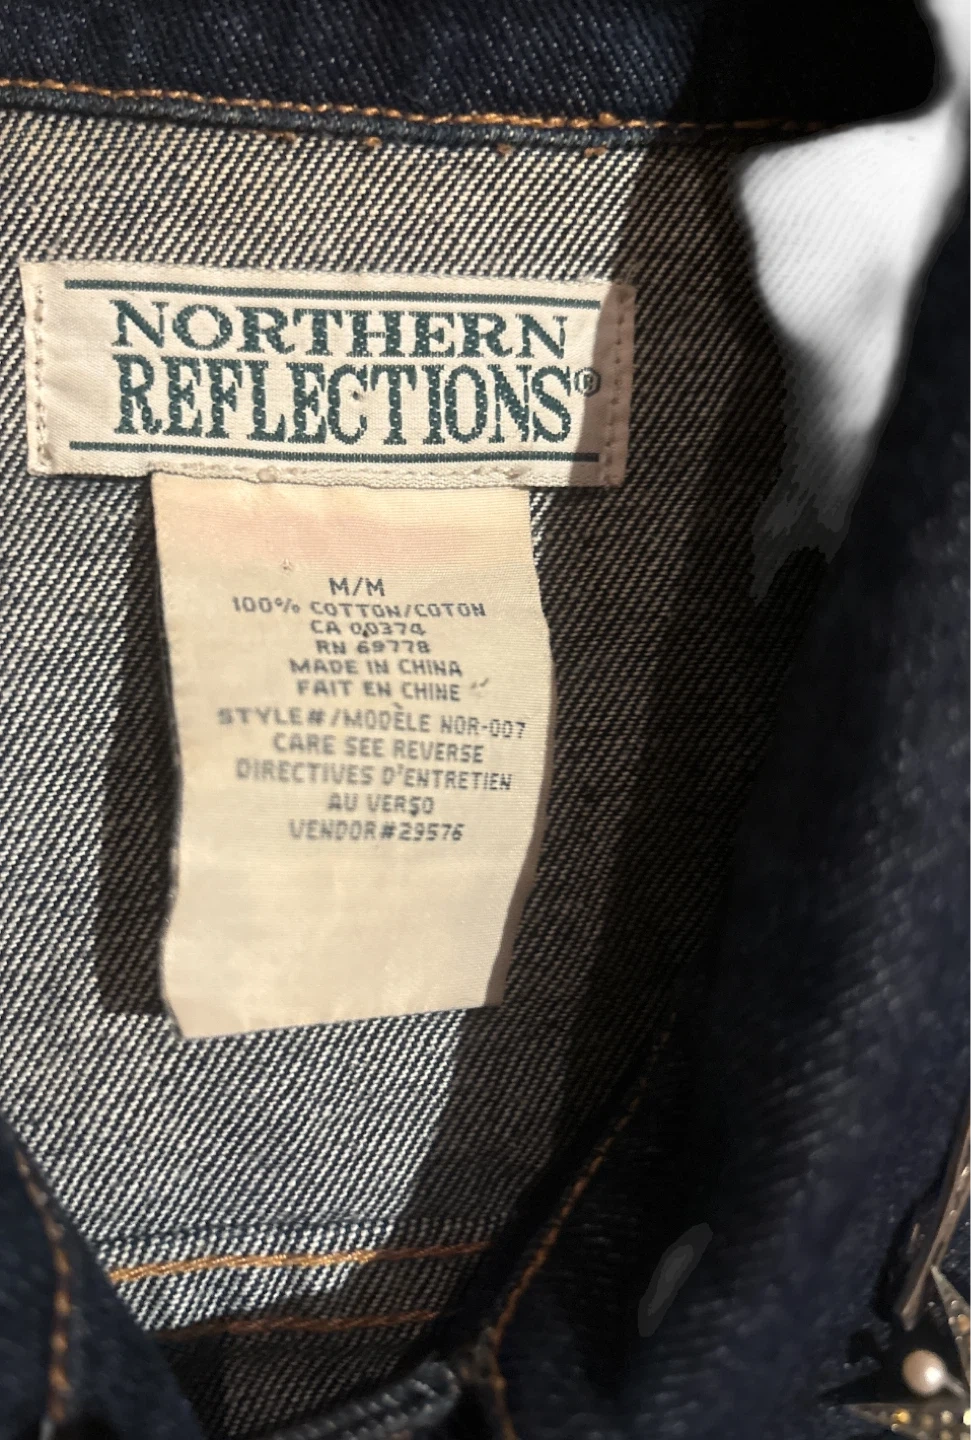 NORTHERN
REFLECTIONS®
M/M
100% COTTON/COTON
CA 00374
RN 69778
MADE IN CHINA
FAIT EN CHINE
STYLE#/MODÈLE NOR-007
CARE SEE REVERSE
DIRECTIVES D'ENTRETIEN
AU VERSO
VENDOR#29576